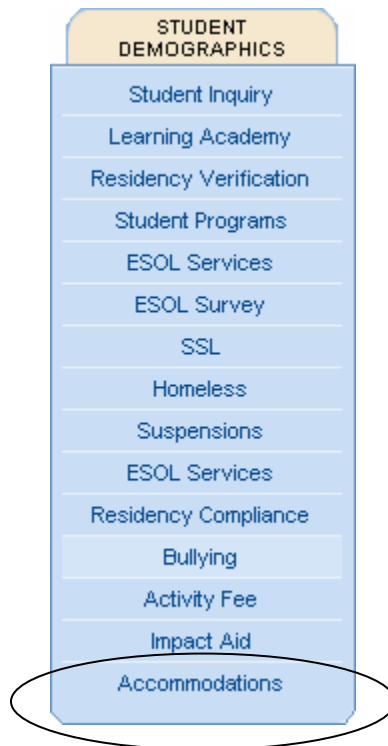 STUDENT
DEMOGRAPHICS
Student Inquiry
Learning Academy
Residency Verification
Student Programs
ESOL Services
ESOL Survey
SSL
Homeless
Suspensions
ESOL Services
Residency Compliance
Bullying
Activity Fee
Impact Aid
Accommodations